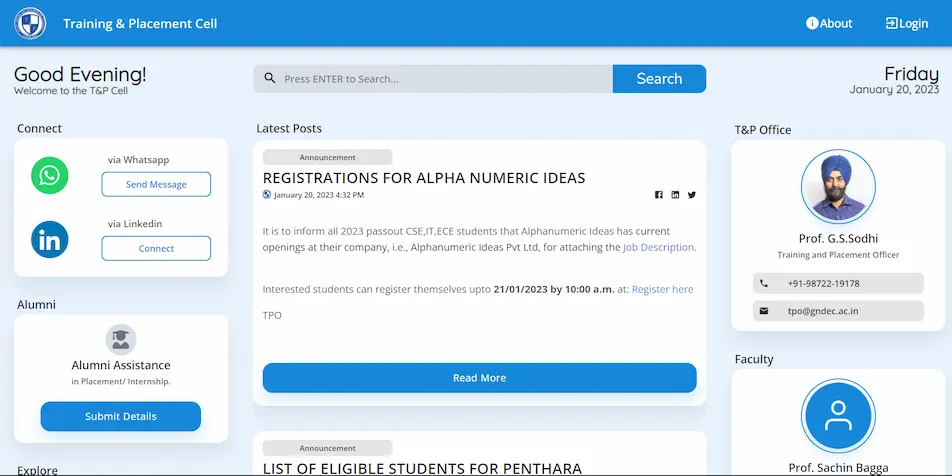 Training & Placement Cell
About
Login
Good Evening!
Welcome to the T&P Cell
Press ENTER to Search...
Search
Friday
January 20, 2023
Connect
via Whatsapp
Send Message
via Linkedin
Connect
Alumni
Alumni Assistance
in Placement/ Internship.
Submit Details
Explore
Latest Posts
Announcement
REGISTRATIONS FOR ALPHA NUMERIC IDEAS
January 20, 2023 4:32 PM
It is to inform all 2023 passout CSE,IT,ECE students that Alphanumeric Ideas has current
openings at their company, i.e., Alphanumeric Ideas Pvt Ltd, for attaching the Job Description.
Interested students can register themselves upto 21/01/2023 by 10:00 a.m. at: Register here
TPO
Read More
Announcement
LIST OF ELIGIBLE STUDENTS FOR PENTHARA
T&P Office
Prof. G.S.Sodhi
Training and Placement Officer
+91-98722-19178
tpo@gndec.ac.in
Faculty
Prof. Sachin Bagga